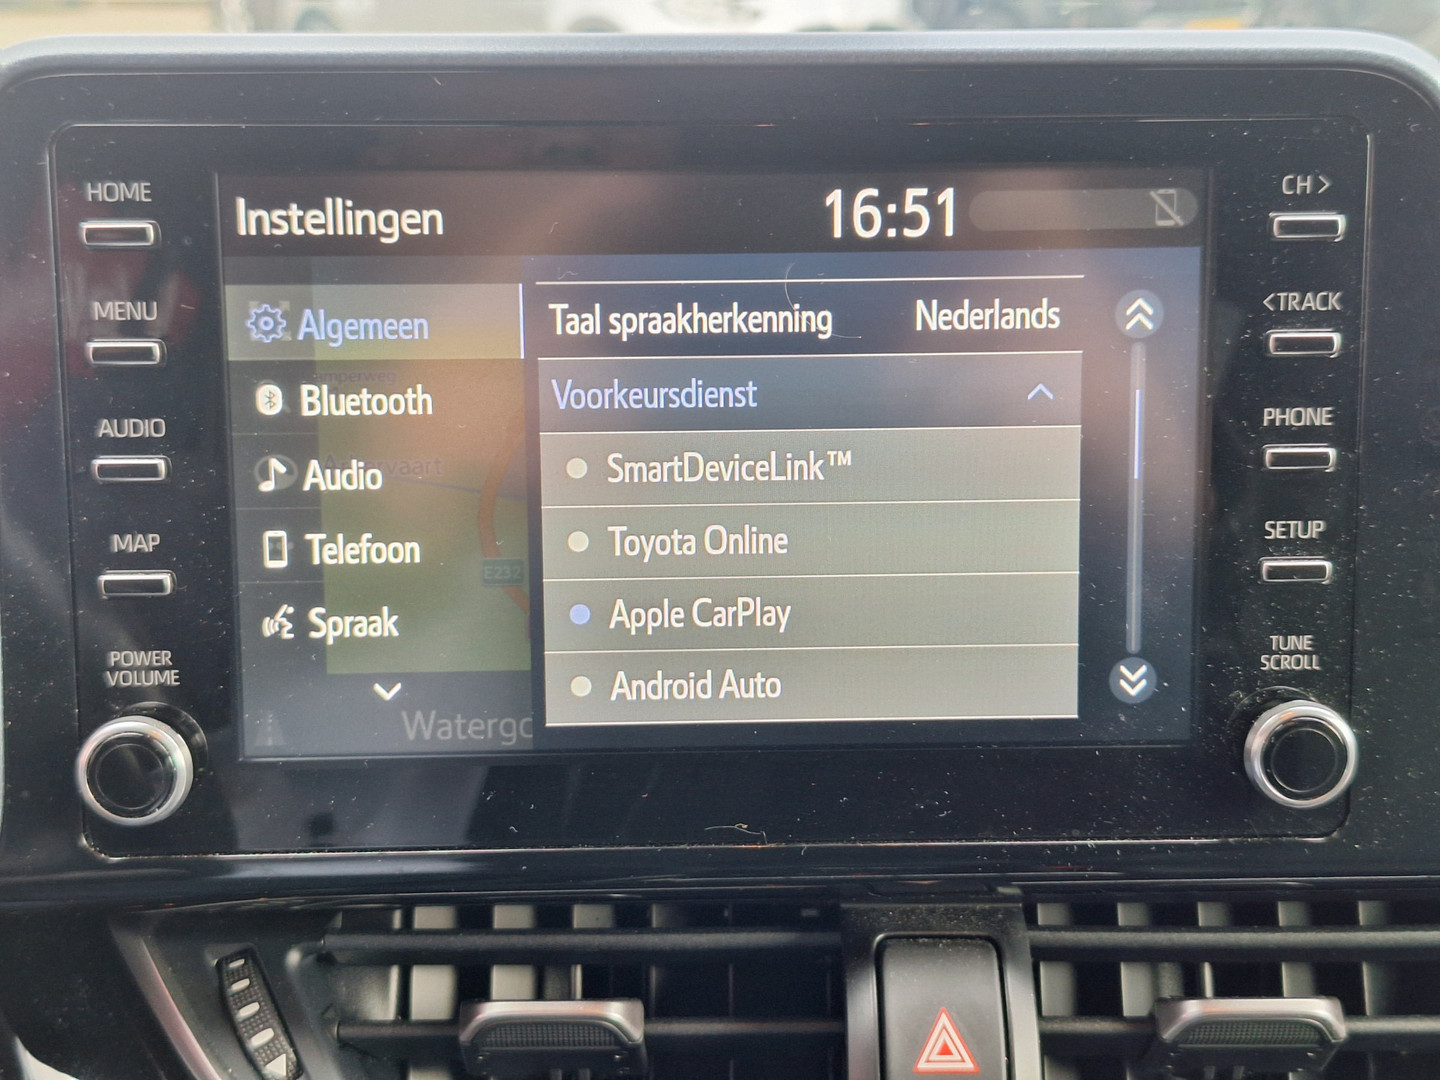 HOME
MENU
AUDIO
MAP
POWER
VOLUME
Instellingen
16:51
Algemeen
Bluetooth
Audio
Telefoon
Spraak
E232
Taal spraakherkenning Nederlands
Voorkeursdienst
SmartDeviceLink™
Toyota Online
Apple CarPlay
Android Auto
CH >
<TRACK
PHONE
SETUP
TUNE
SCROLL